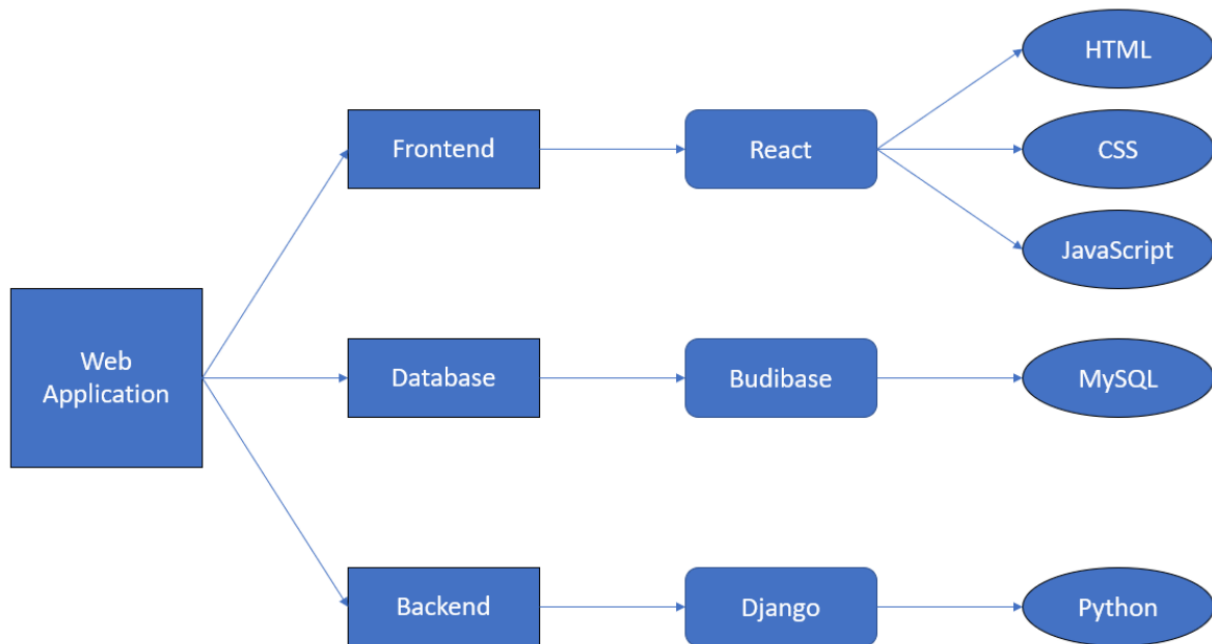 HTML
Frontend
React
CSS
JavaScript
Web
Application
Database
Budibase
MySQL
Backend
Django
Python